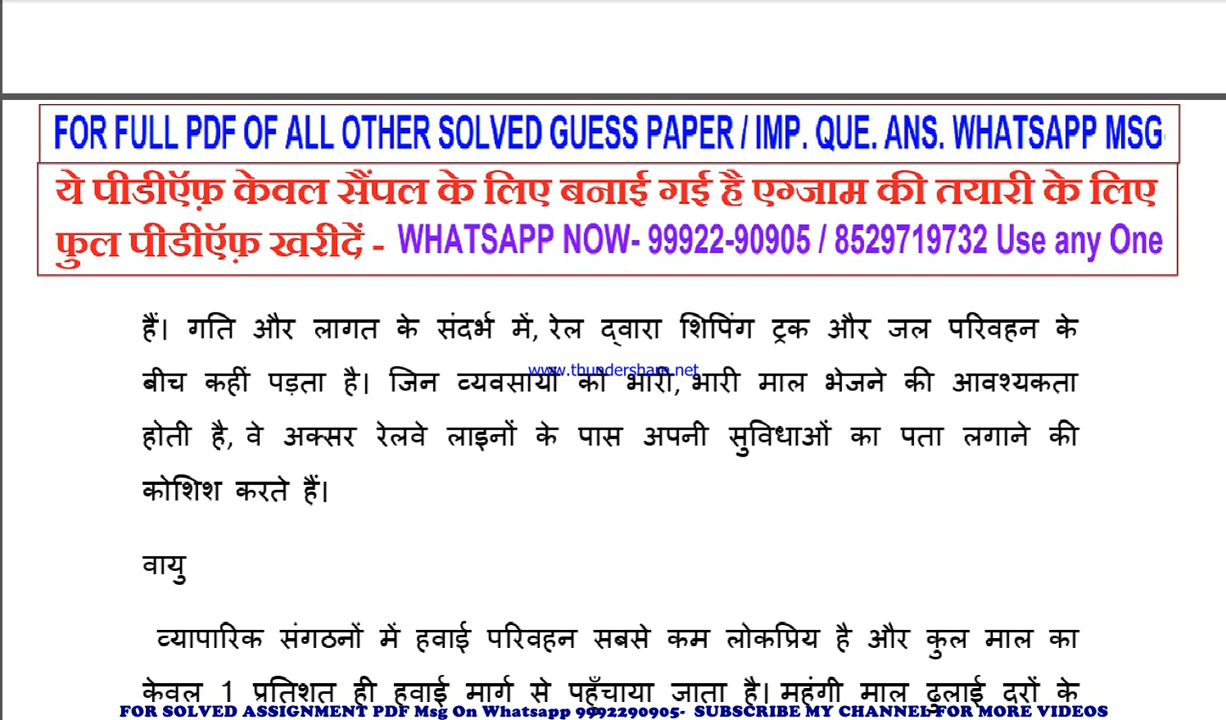 FOR FULL PDF OF ALL OTHER SOLVED GUESS PAPER / IMP. QUE. ANS. WHATSAPP MSG
ये पीडीऍफ़ केवल सैंपल के लिए बनाई गई है एग्जाम की तयारी के लिए
फुल पीडीऍफ़ खरीदें - WHATSAPP NOW- 99922-90905 / 8529719732 Use any One
हैं। गति और लागत के संदर्भ में, रेल द्वारा शिपिंग ट्रक और जल परिवहन के
www.thundershare.net
बीच कहीं पड़ता है। जिन व्यवसायों को भारी, भारी माल भेजने की आवश्यकता
होती है, वे अक्सर रेलवे लाइनों के पास अपनी सुविधाओं का पता लगाने की
कोशिश करते हैं।
वायु
व्यापारिक संगठनों में हवाई परिवहन सबसे कम लोकप्रिय है और कुल माल का
केवल 1 प्रतिशत ही हवाई मार्ग से पहुँचाया जाता है। महंगी माल ढुलाई दरों के
FOR SOLVED ASSIGNMENT PDF Msg On Whatsapp 9992290905- SUBSCRIBE MY CHANNEL FOR MORE VIDEOS